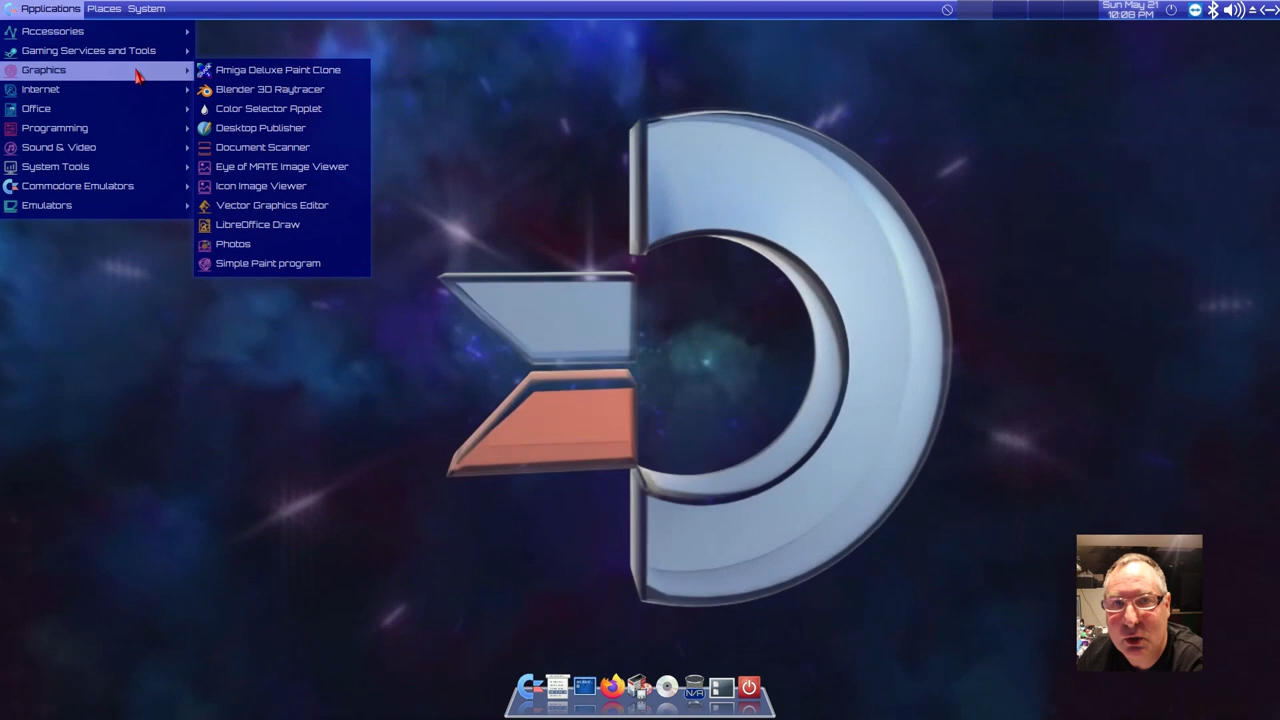 Applications Places System
Sun May 21
10:08 PM
Accessories
Gaming Services and Tools
Graphics
Internet
Office
Programming
Sound & Video
System Tools
Commodore Emulators
Emulators
Amiga Deluxe Paint Clone
Blender 3D Raytracer
Color Selector Applet
Desktop Publisher
Document Scanner
Eye of MATE Image Viewer
Icon Image Viewer
Vector Graphics Editor
LibreOffice Draw
Photos
Simple Paint program
N/A